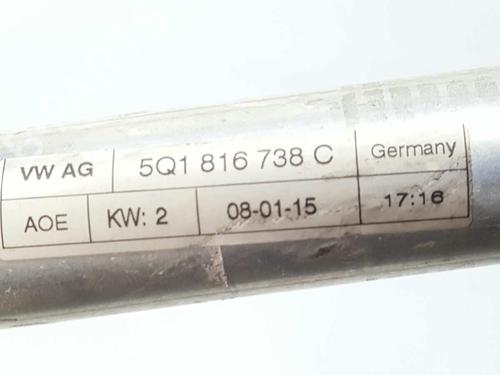 VW AG 5Q1 816 738 C Germany
AOE KW: 2 08-01-15 17:16